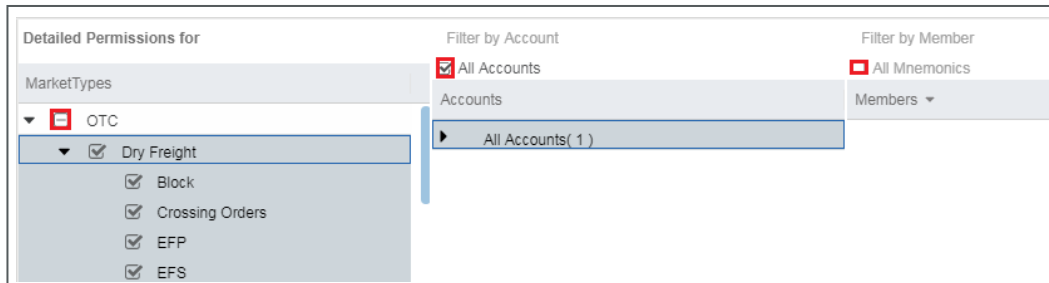 Detailed Permissions for
MarketTypes
OTC
Dry Freight
Block
Crossing Orders
EFP
EFS
Filter by Account
All Accounts
Accounts
All Accounts( 1 )
Filter by Member
All Mnemonics
Members